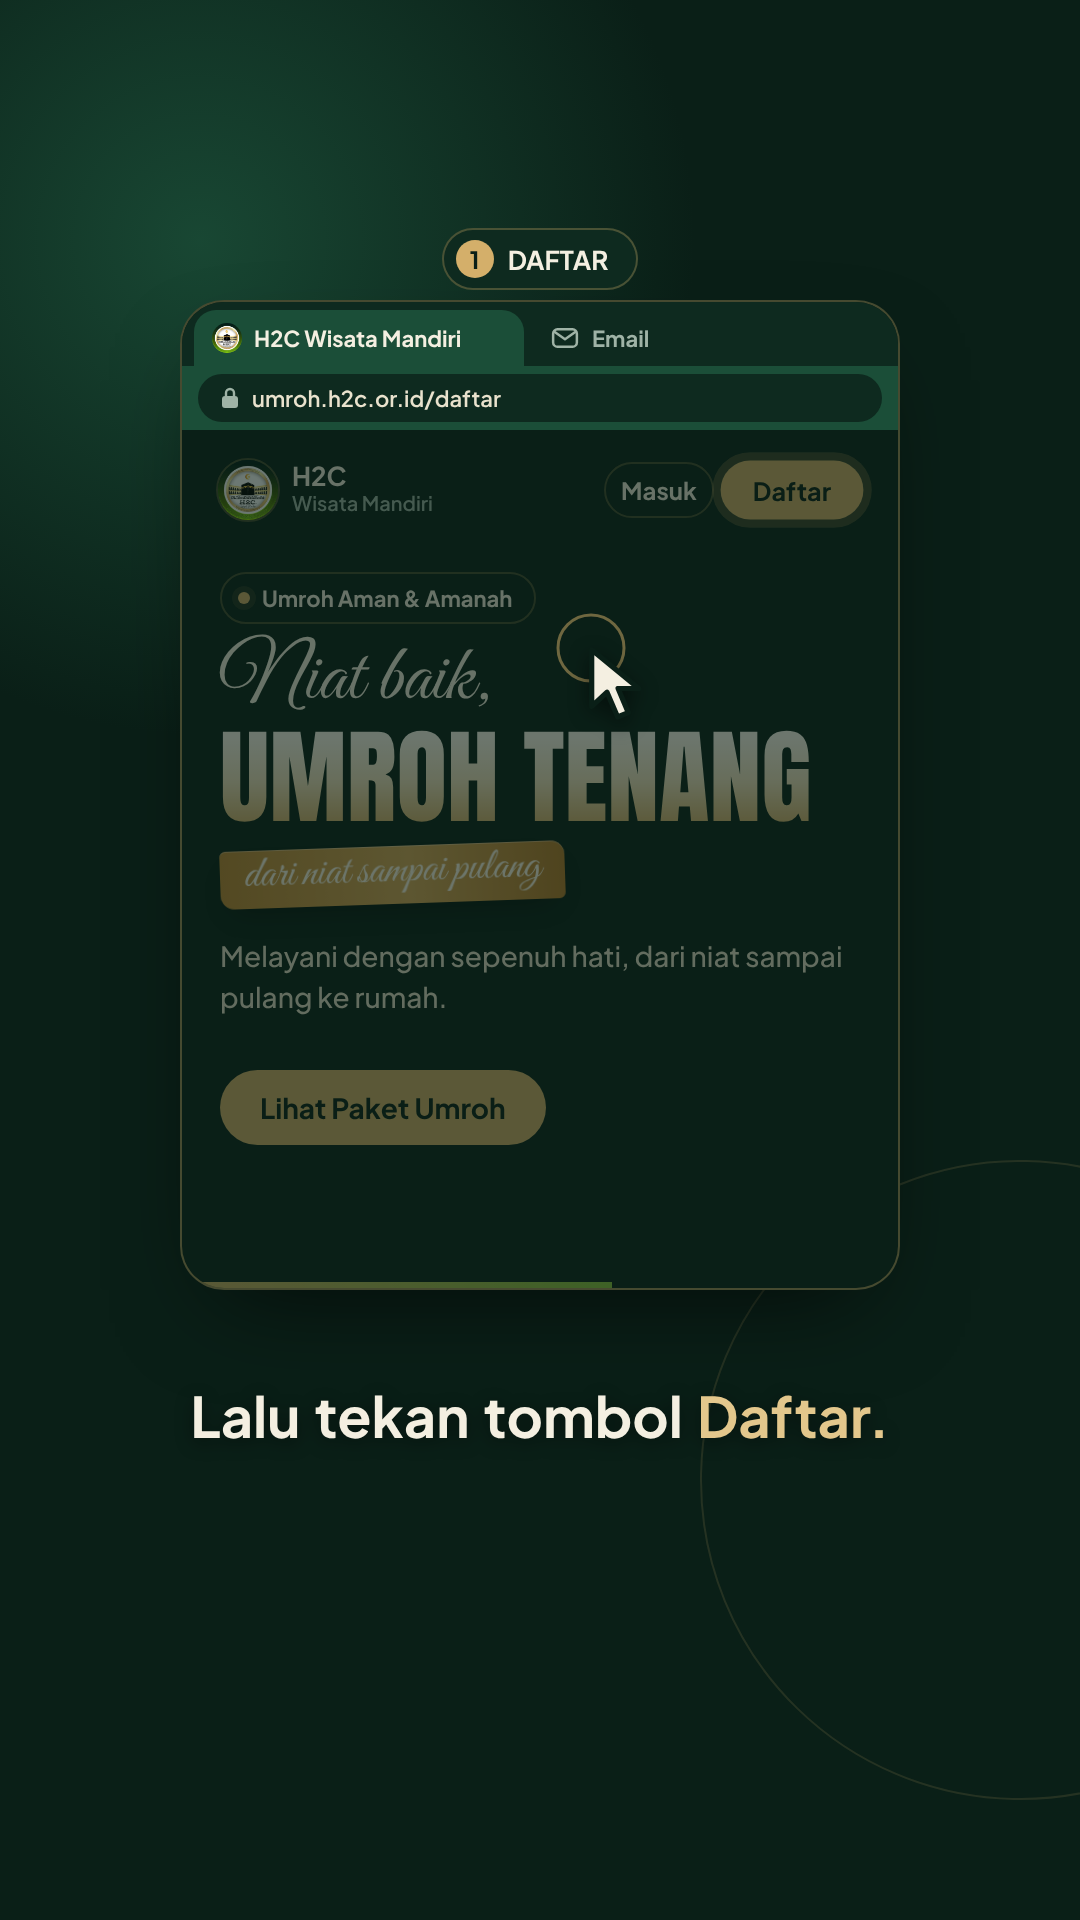 1 DAFTAR
H2C Wisata Mandiri
Email
umroh.h2c.or.id/daftar
H2C
Wisata Mandiri
Masuk
Daftar
Umroh Aman & Amanah
Niat baik,
UMROH TENANG
dari niat sampai pulang
Melayani dengan sepenuh hati, dari niat sampai
pulang ke rumah.
Lihat Paket Umroh
Lalu tekan tombol Daftar.